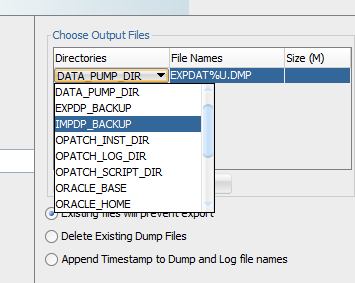 Choose Output Files
Directories File Names Size (M)
DATA_PUMP_DIR EXPDAT%U.DMP
DATA_PUMP_DIR
EXPDP_BACKUP
IMPDP_BACKUP
OPATCH_INST_DIR
OPATCH_LOG_DIR
OPATCH_SCRIPT_DIR
ORACLE_BASE
ORACLE_HOME
Existing files will prevent export
Delete Existing Dump Files
Append Timestamp to Dump and Log file names